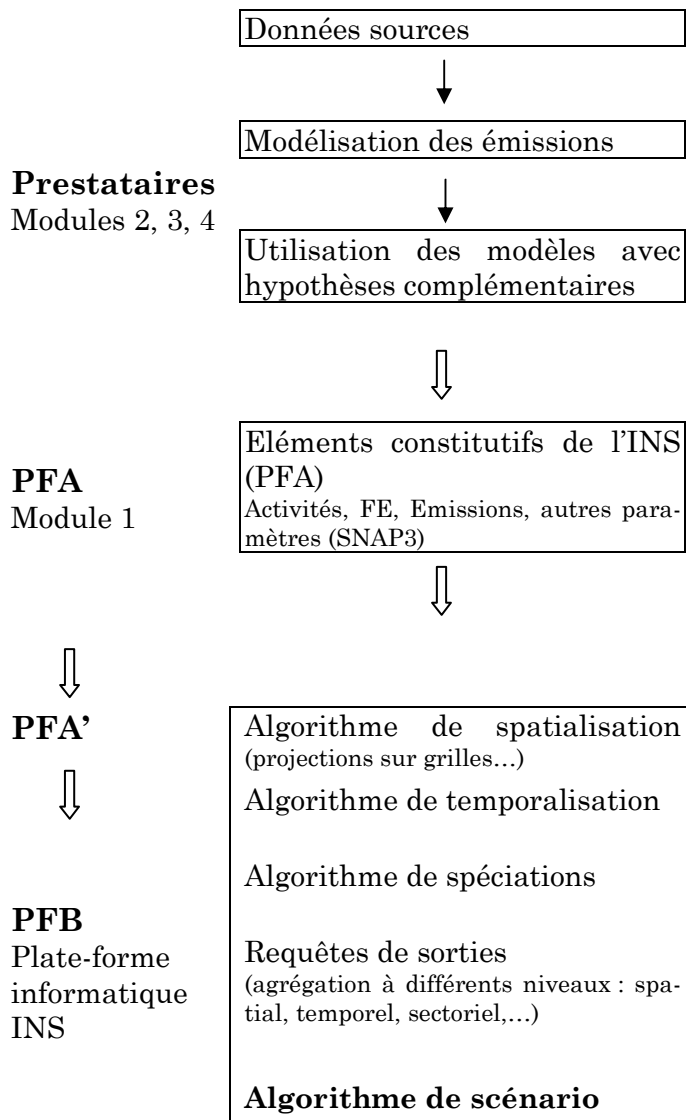 Données sources
Modélisation des émissions
Prestataires
Modules 2, 3, 4
Utilisation des modèles avec
hypothèses complémentaires
Eléments constitutifs de l'INS
(PFA)
Activités, FE, Emissions, autres para-
mètres (SNAP3)
PFA
Module 1
PFA’
Algorithme de spatialisation
(projections sur grilles…)
Algorithme de temporalisation
Algorithme de spéciations
PFB
Plate-forme
informatique
INS
Requêtes de sorties
(agrégation à différents niveaux : spa-
tial, temporel, sectoriel,…)
Algorithme de scénario